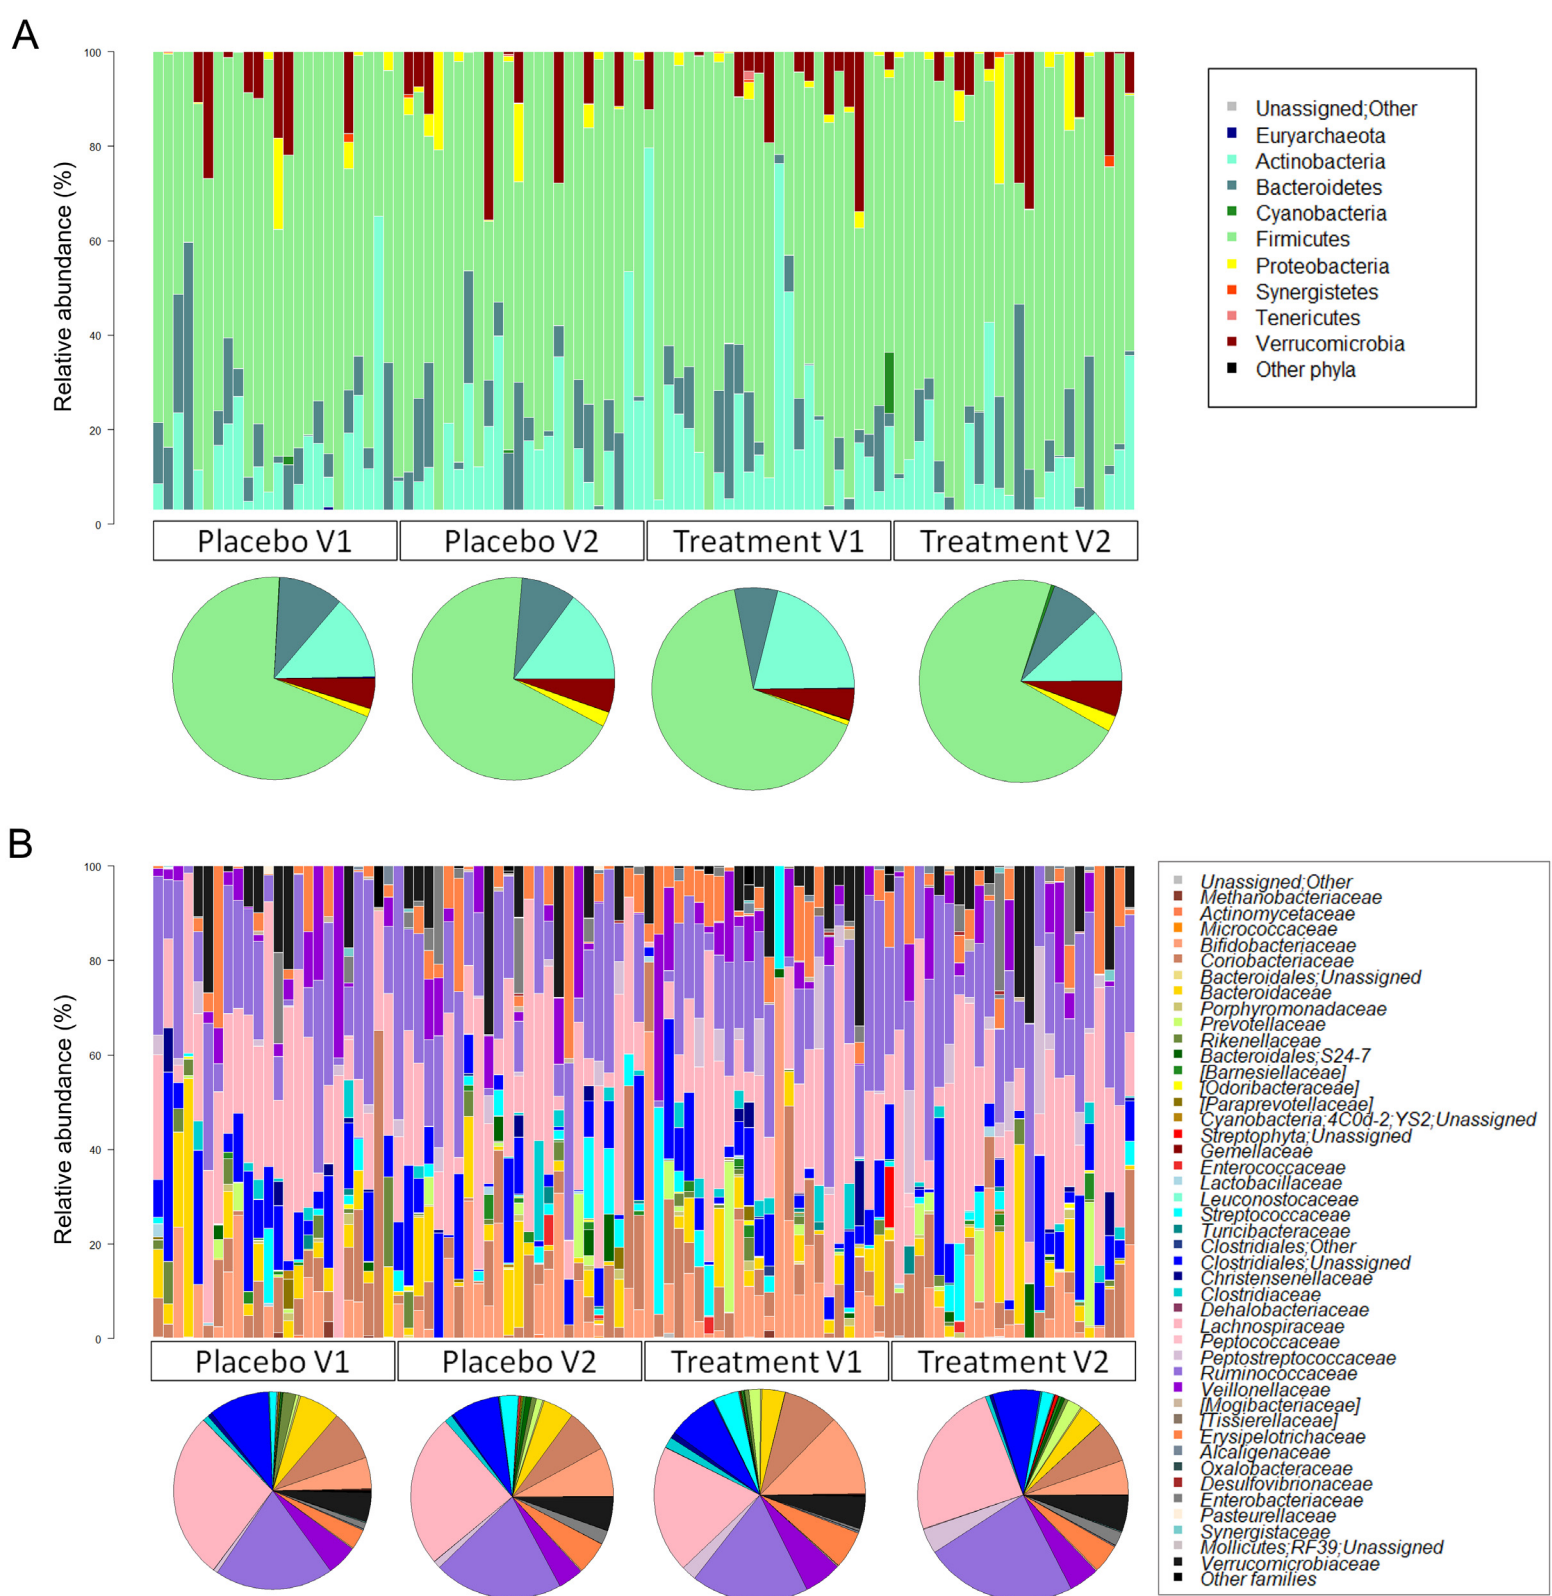 A
Relative abundance (%)
100
80
60
40
20
0
Unassigned;Other
Euryarchaeota
Actinobacteria
Bacteroidetes
Cyanobacteria
Firmicutes
Proteobacteria
Synergistetes
Tenericutes
Verrucomicrobia
Other phyla
Placebo V1
Placebo V2
Treatment V1
Treatment V2
B
Relative abundance (%)
100
80
60
40
20
0
Unassigned;Other
Methanobacteriaceae
Actinomycetaceae
Micrococcaceae
Bifidobacteriaceae
Coriobacteriaceae
Bacteroidales;Unassigned
Bacteroidaceae
Porphyromonadaceae
Prevotellaceae
Rikenellaceae
Bacteroidales;S24-7
[Barnesiellaceae]
[Odoribacteraceae]
[Paraprevotellaceae]
Cyanobacteria;4C0d-2;YS2;Unassigned
Streptophyta;Unassigned
Gemellaceae
Enterococcaceae
Lactobacillaceae
Leuconostocaceae
Streptococcaceae
Turicibacteraceae
Clostridiales;Other
Clostridiales;Unassigned
Christensenellaceae
Clostridiaceae
Dehalobacteriaceae
Lachnospiraceae
Peptococcaceae
Peptostreptococcaceae
Ruminococcaceae
Veillonellaceae
[Mogibacteriaceae]
[Tissierellaceae]
Erysipelotrichaceae
Alcaligenaceae
Oxalobacteraceae
Desulfovibrionaceae
Enterobacteriaceae
Pasteurellaceae
Synergistaceae
Mollicutes;RF39;Unassigned
Verrucomicrobiaceae
Other families
Placebo V1
Placebo V2
Treatment V1
Treatment V2